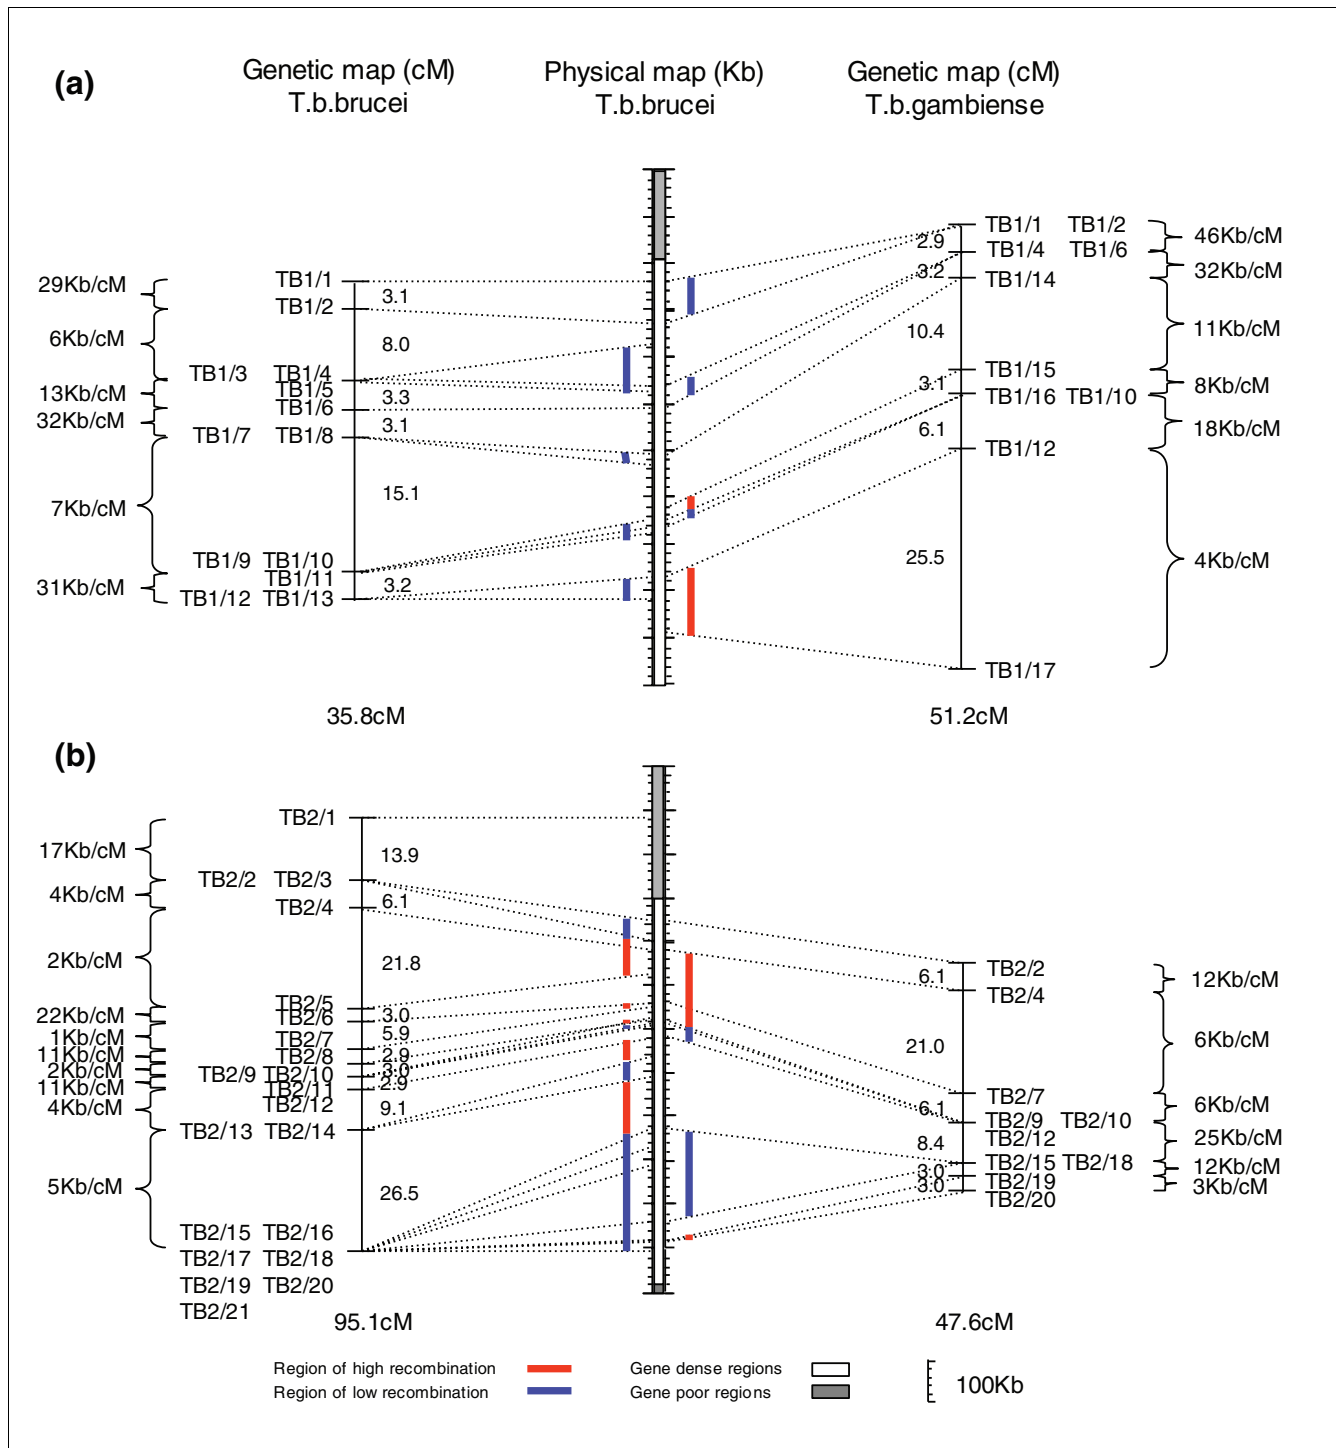 (a)
Genetic map (cM) Physical map (Kb) Genetic map (cM)
T.b.brucei T.b.brucei T.b.gambiense
29Kb/cM
6Kb/cM
13Kb/cM
32Kb/cM
7Kb/cM
31Kb/cM
TB1/1
TB1/2
TB1/3 TB1/4
TB1/5
TB1/6
TB1/7 TB1/8
TB1/9 TB1/10
TB1/11
TB1/12 TB1/13
3.1
8.0
3.3
3.1
15.1
3.2
35.8cM
2.9
3.2
10.4
3.1
6.1
25.5
TB1/1 TB1/2
TB1/4 TB1/6
TB1/14
TB1/15
TB1/16 TB1/10
TB1/12
TB1/17
46Kb/cM
32Kb/cM
11Kb/cM
8Kb/cM
18Kb/cM
4Kb/cM
51.2cM
(b)
17Kb/cM
4Kb/cM
2Kb/cM
22Kb/cM
1Kb/cM
11Kb/cM
2Kb/cM
11Kb/cM
4Kb/cM
5Kb/cM
TB2/1
TB2/2 TB2/3
TB2/4
TB2/5
TB2/6
TB2/7
TB2/8
TB2/9 TB2/10
TB2/11
TB2/12
TB2/13 TB2/14
TB2/15 TB2/16
TB2/17 TB2/18
TB2/19 TB2/20
TB2/21
13.9
6.1
21.8
3.0
5.9
2.9
3.0
2.9
9.1
26.5
95.1cM
6.1
21.0
6.1
8.4
3.0
3.0
TB2/2
TB2/4
TB2/7
TB2/9 TB2/10
TB2/12
TB2/15 TB2/18
TB2/19
TB2/20
12Kb/cM
6Kb/cM
6Kb/cM
25Kb/cM
12Kb/cM
3Kb/cM
47.6cM
Region of high recombination
Region of low recombination
Gene dense regions
Gene poor regions
100Kb